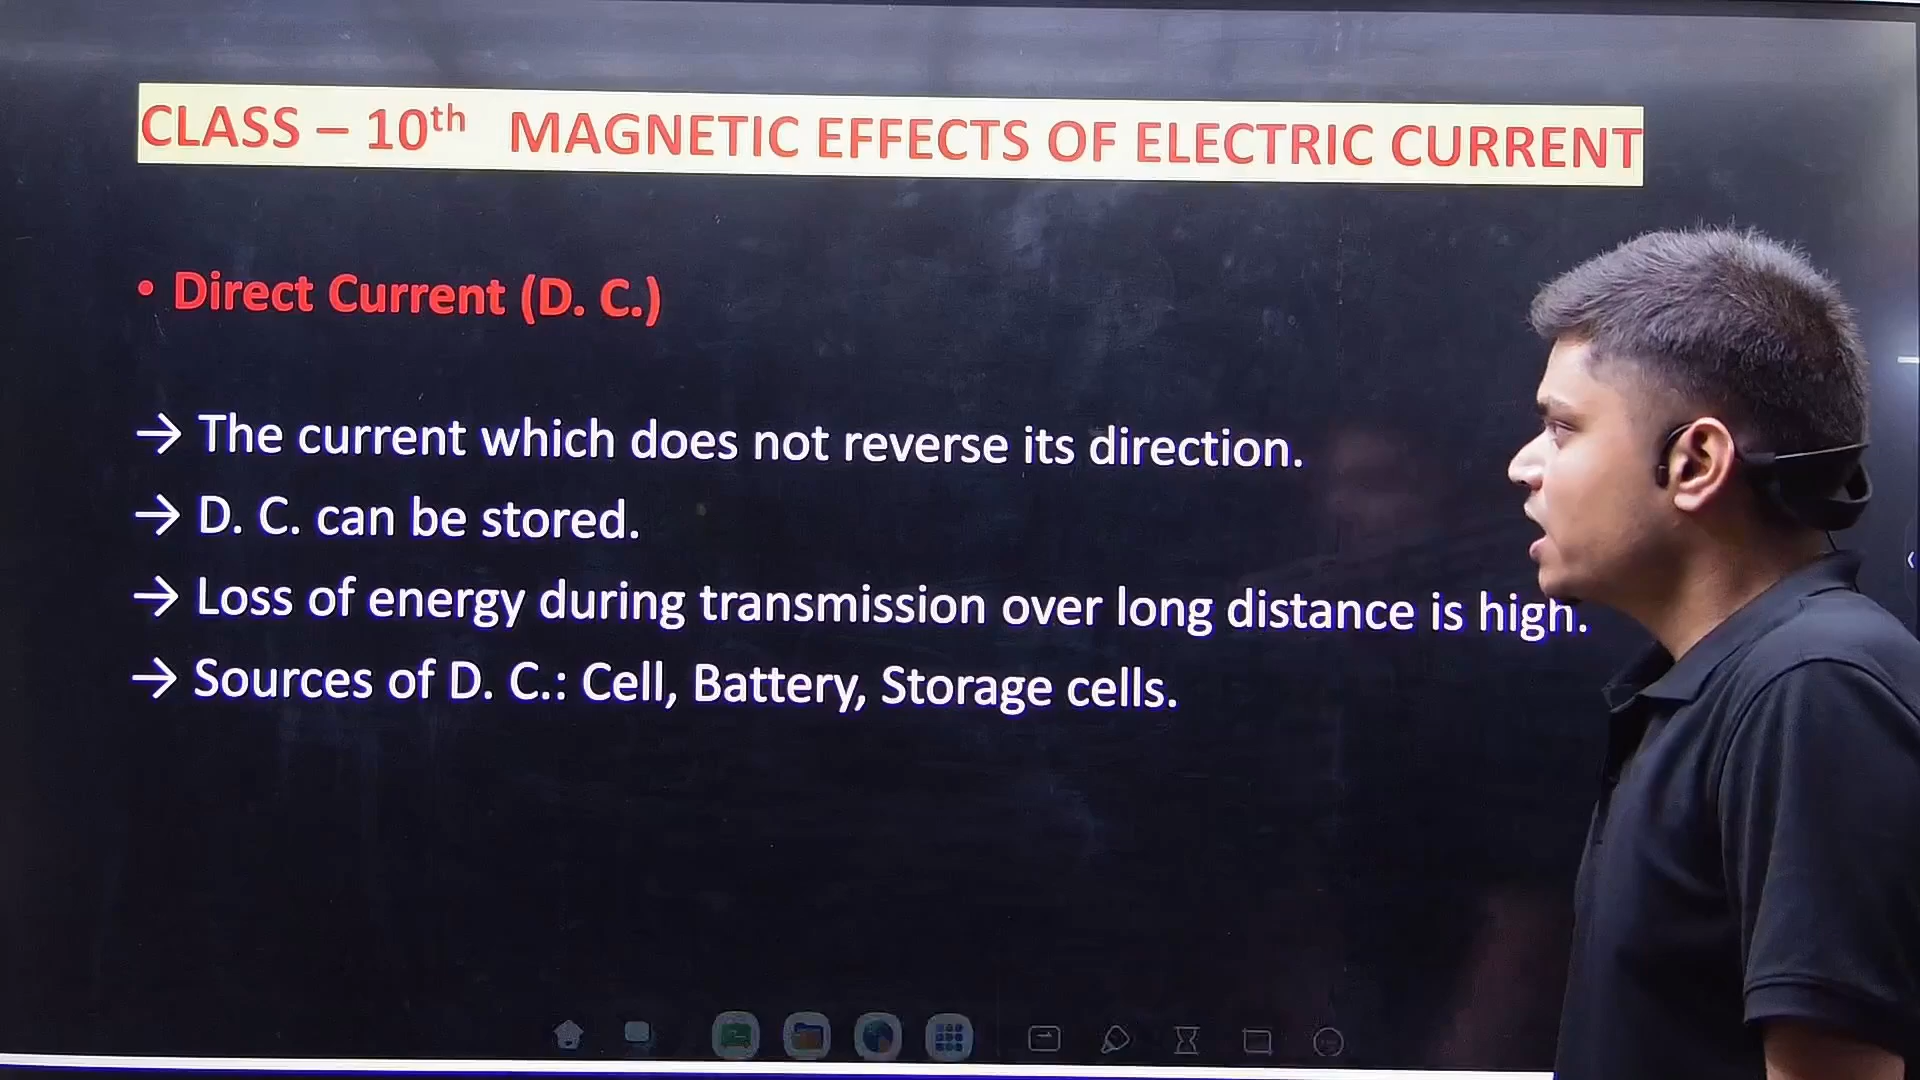 CLASS – 10th MAGNETIC EFFECTS OF ELECTRIC CURRENT
• Direct Current (D. C.)
→ The current which does not reverse its direction.
→ D. C. can be stored.
→ Loss of energy during transmission over long distance is high.
→ Sources of D. C.: Cell, Battery, Storage cells.